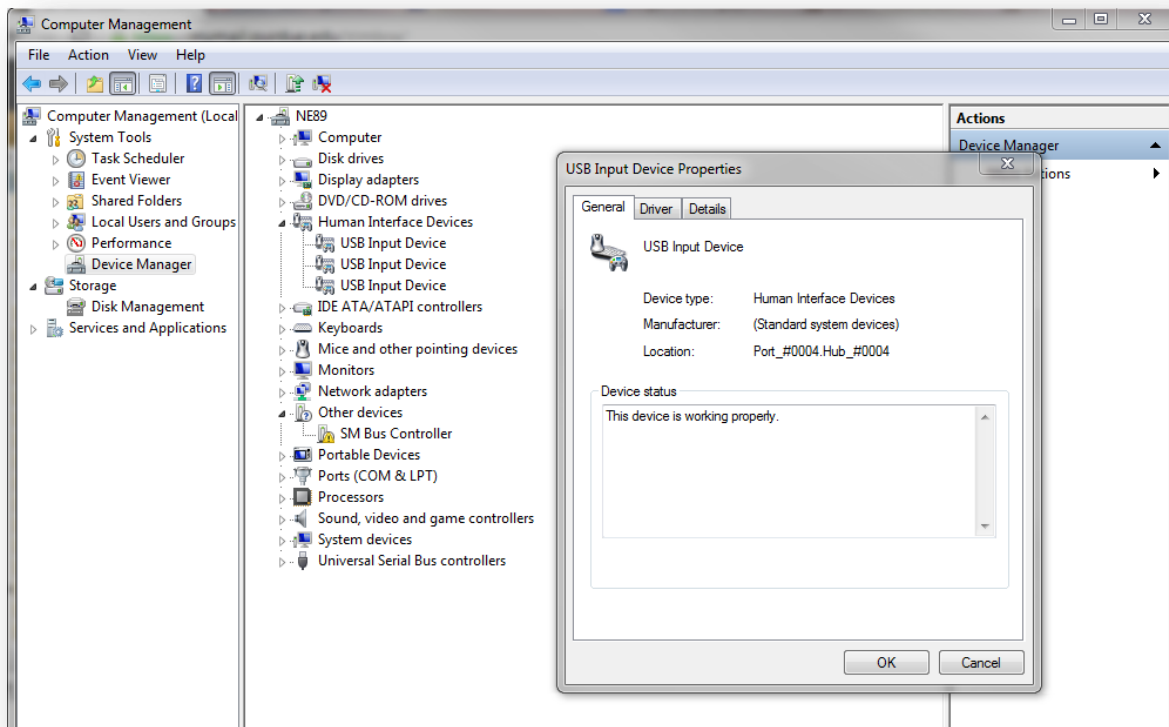 Computer Management
File Action View Help
Computer Management (Local
System Tools
Task Scheduler
Event Viewer
Shared Folders
Local Users and Groups
Performance
Device Manager
Storage
Disk Management
Services and Applications
NE89
Computer
Disk drives
Display adapters
DVD/CD-ROM drives
Human Interface Devices
USB Input Device
USB Input Device
USB Input Device
IDE ATA/ATAPI controllers
Keyboards
Mice and other pointing devices
Monitors
Network adapters
Other devices
SM Bus Controller
Portable Devices
Ports (COM & LPT)
Processors
Sound, video and game controllers
System devices
Universal Serial Bus controllers
Actions
Device Manager
tions
USB Input Device Properties
General Driver Details
USB Input Device
Device type: Human Interface Devices
Manufacturer: (Standard system devices)
Location: Port_#0004.Hub_#0004
Device status
This device is working properly.
OK Cancel